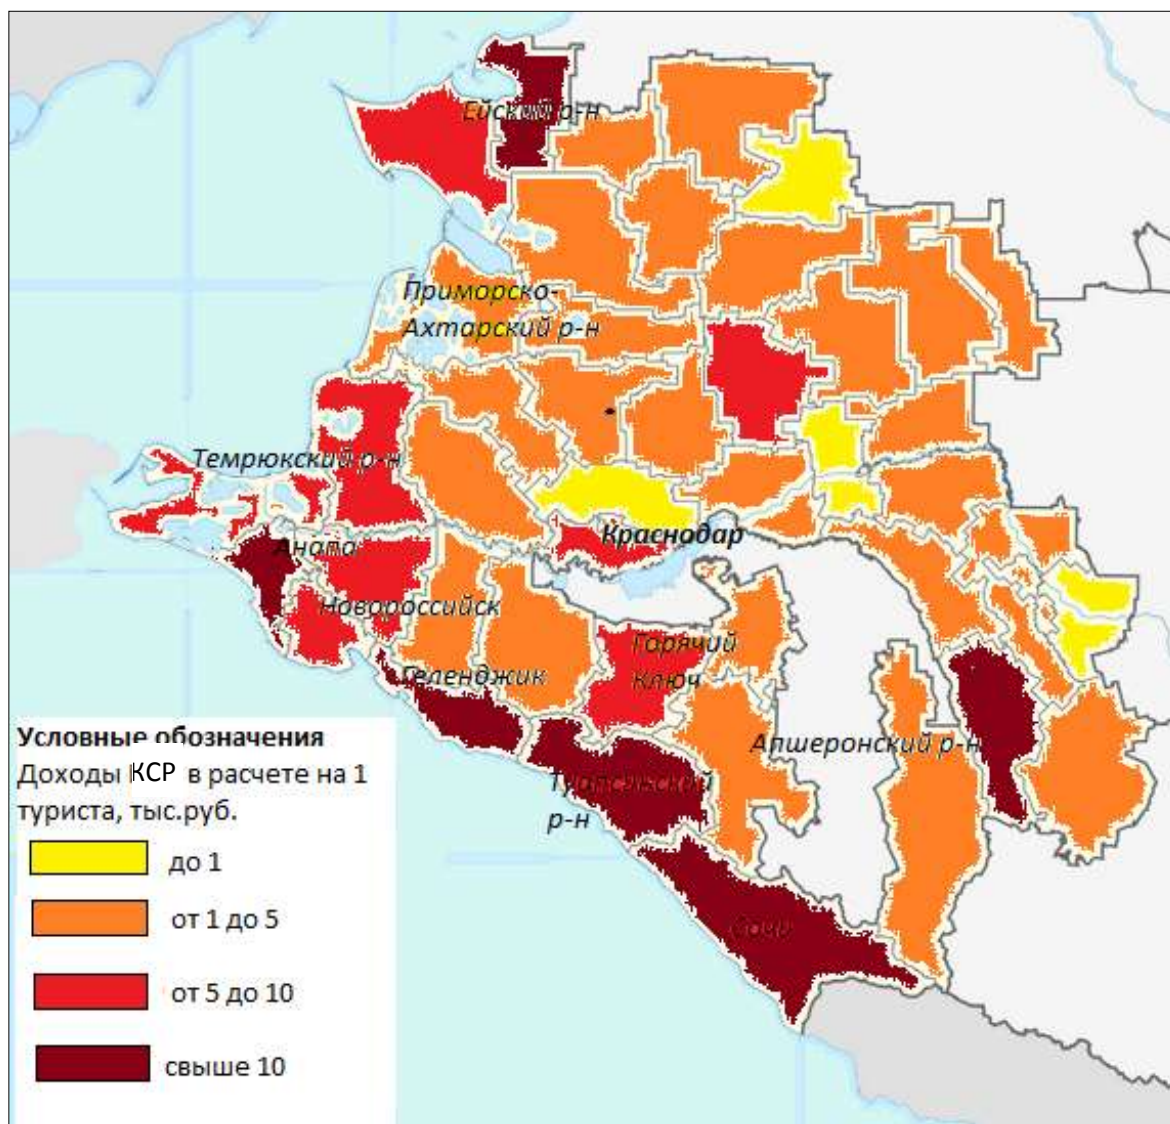 Ейский р-н
Приморско-
Ахтарский р-н
Темрюкский р-н
Анапа
Краснодар
Новороссийск
Горячий
Ключ
Геленджик
Апшеронский р-н
Туапсинский
р-н
Сочи
Условные обозначения
Доходы КСР в расчете на 1
туриста, тыс.руб.
до 1
от 1 до 5
от 5 до 10
свыше 10